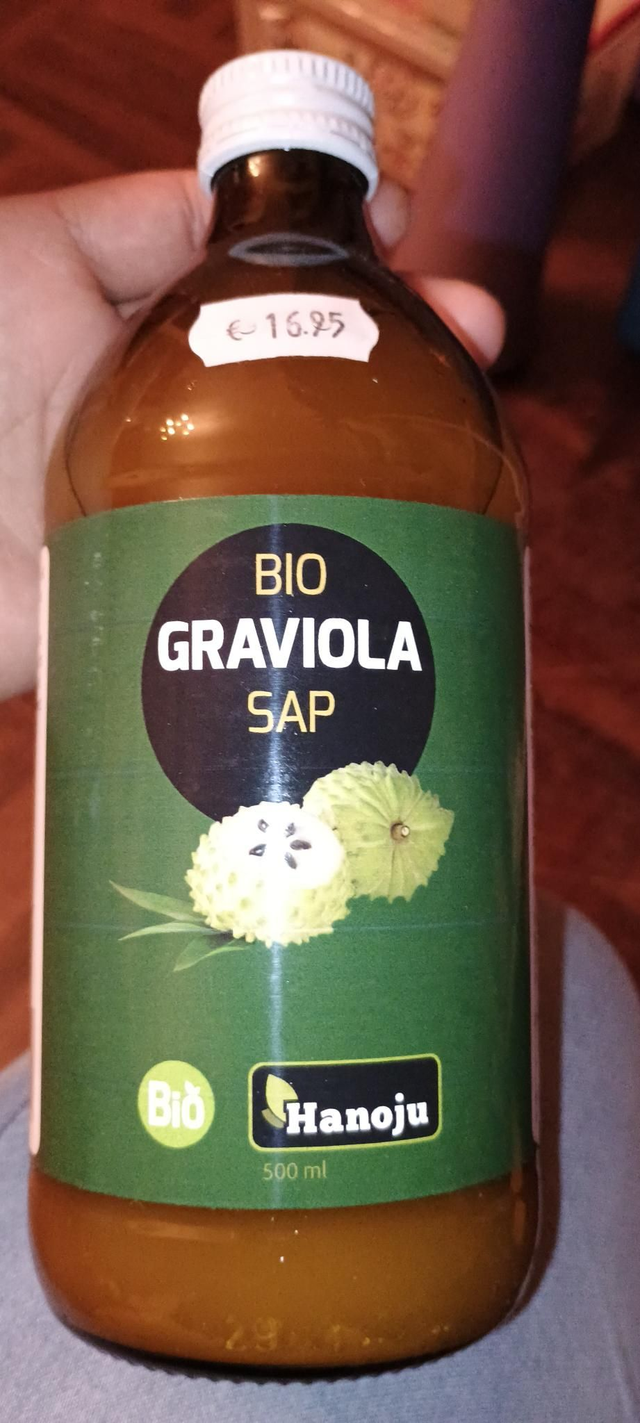 € 16.95
BIO
GRAVIOLA
SAP
Bio
Hanoju
500 ml